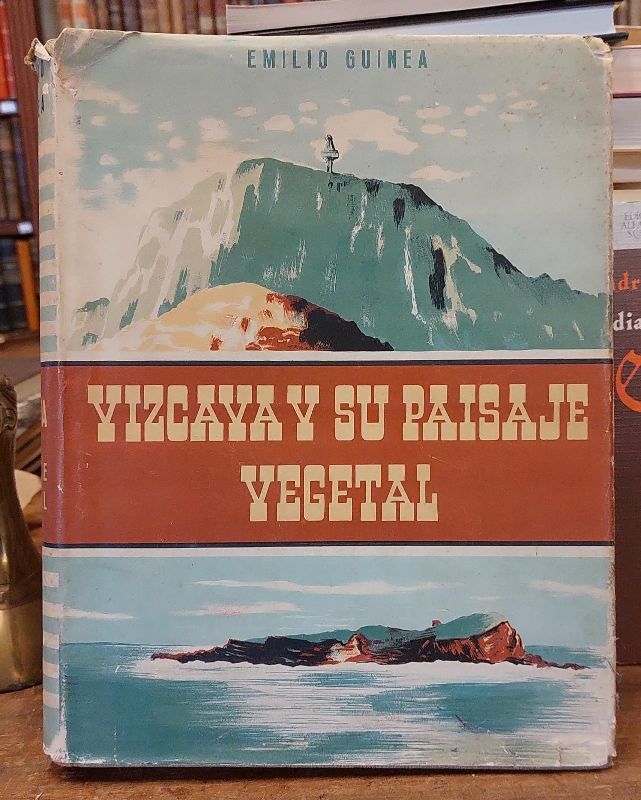 EMILIO GUINEA
VIZCAYA Y SU PAISAJE
VEGETAL